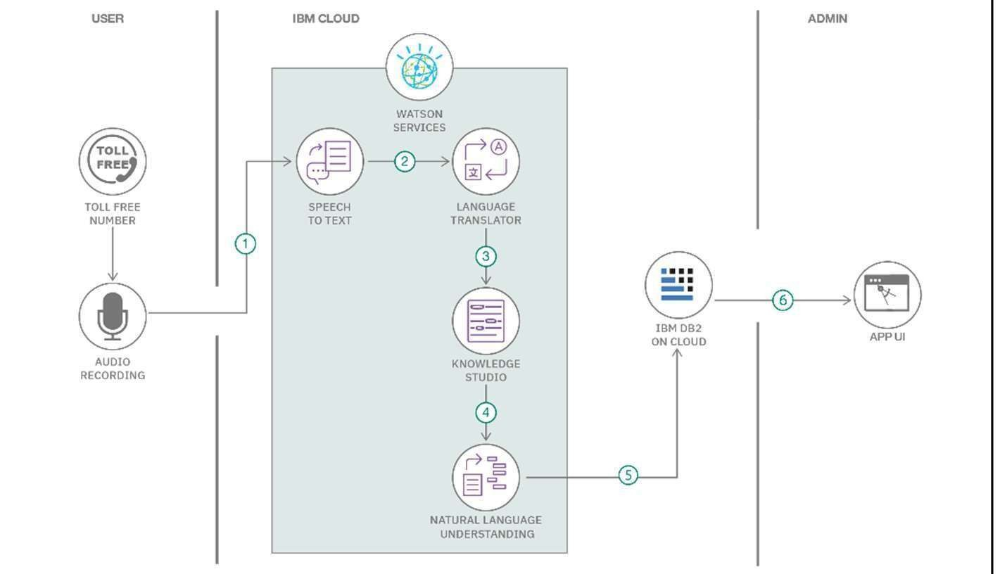 USER
IBM CLOUD
ADMIN
WATSON
SERVICES
TOLL
FREE
TOLL FREE
NUMBER
1
AUDIO
RECORDING
SPEECH
TO TEXT
2
A
文
LANGUAGE
TRANSLATOR
3
KNOWLEDGE
STUDIO
4
NATURAL LANGUAGE
UNDERSTANDING
5
IBM DB2
ON CLOUD
6
APP UI